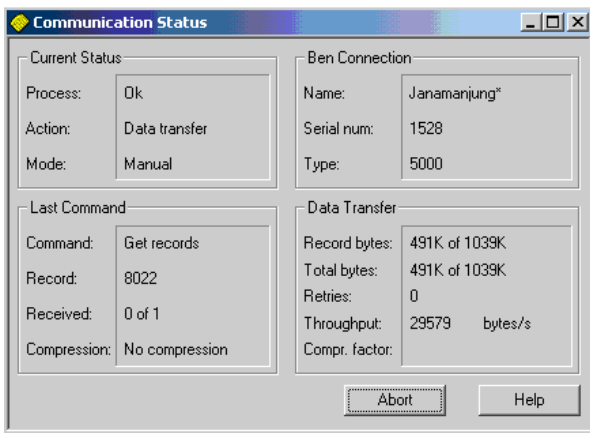 Communication Status
Current Status
Process: Ok
Action: Data transfer
Mode: Manual
Ben Connection
Name: Janamanjung*
Serial num: 1528
Type: 5000
Last Command
Command: Get records
Record: 8022
Received: 0 of 1
Compression: No compression
Data Transfer
Record bytes: 491K of 1039K
Total bytes: 491K of 1039K
Retries: 0
Throughput: 29579 bytes/s
Compr. factor:
Abort Help